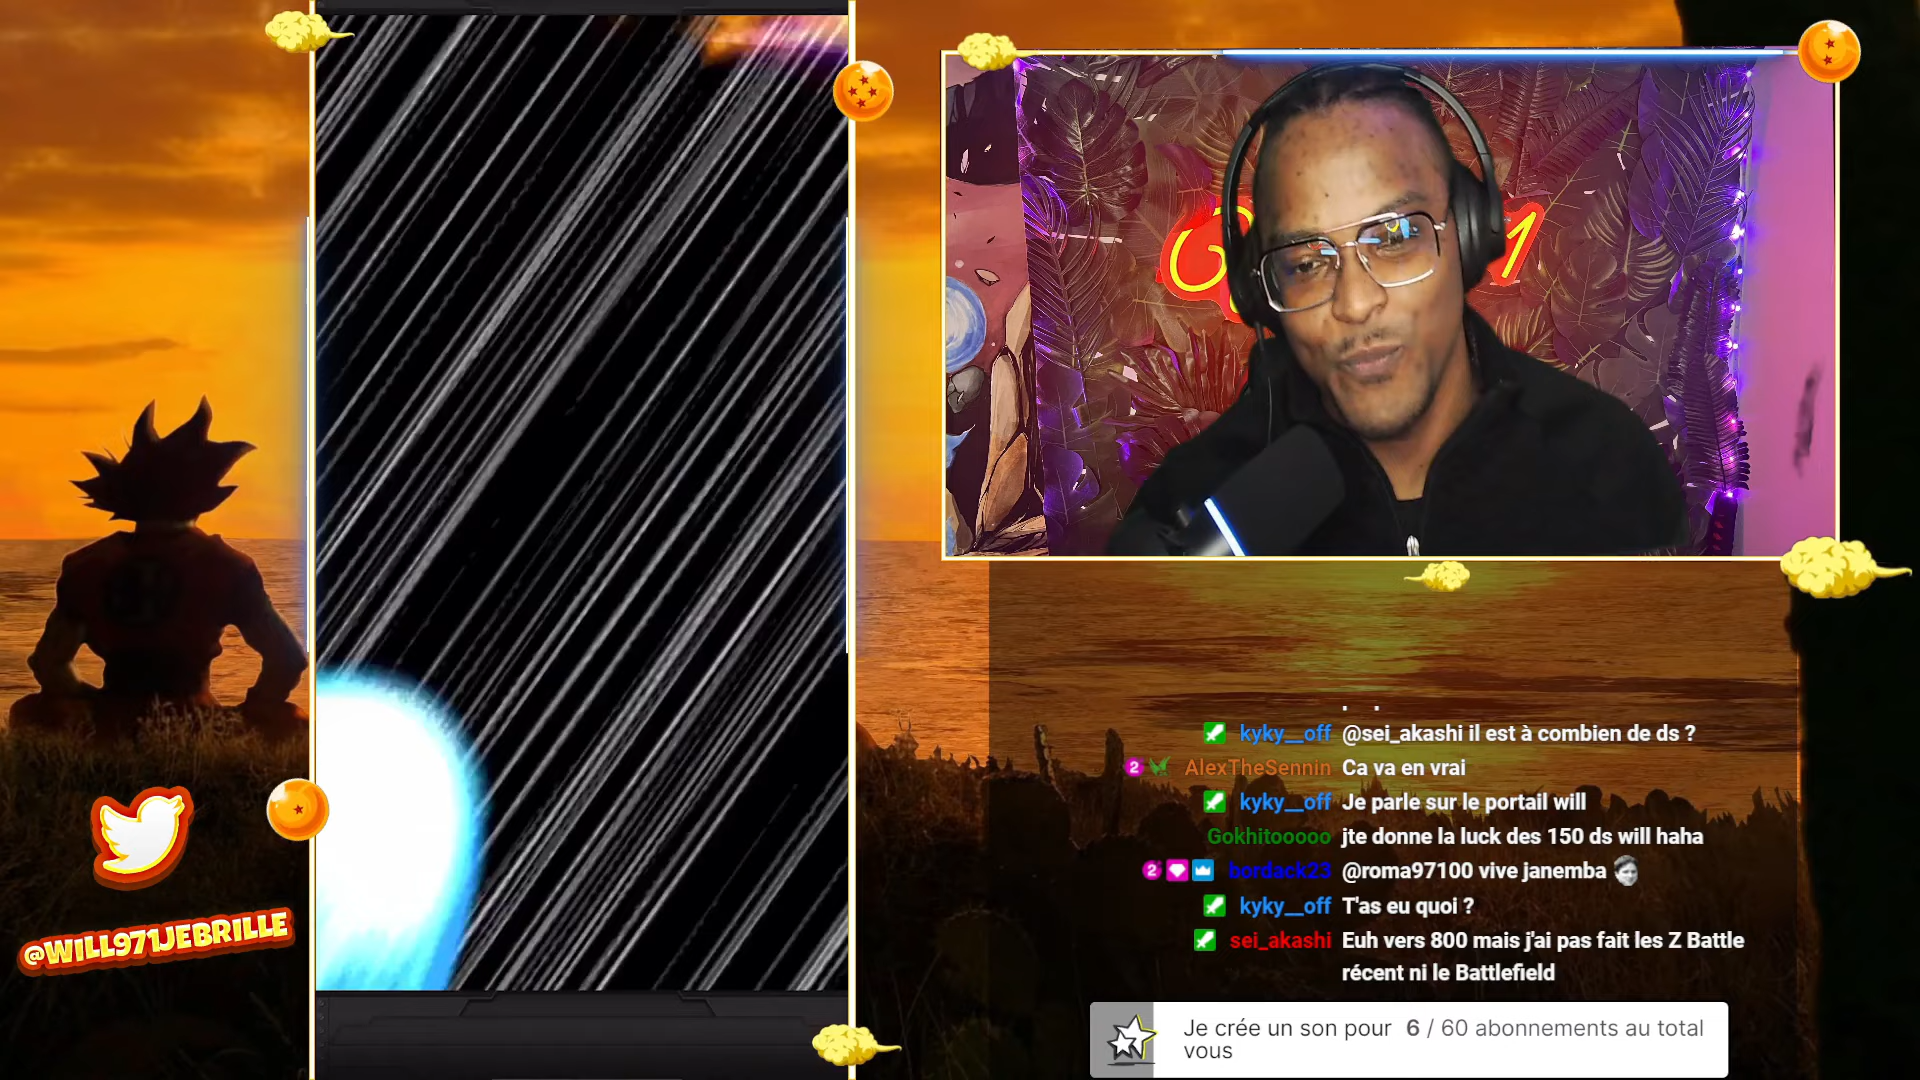 @WILL971JEBRILLE
kyky__off @sei_akashi il est à combien de ds ?
2 AlexTheSennin Ca va en vrai
kyky__off Je parle sur le portail will
Gokhitooooo jte donne la luck des 150 ds will haha
2 bordack23 @roma97100 vive janemba
kyky__off T'as eu quoi ?
sei_akashi Euh vers 800 mais j'ai pas fait les Z Battle
récent ni le Battlefield
Je crée un son pour 6 / 60 abonnements au total
vous